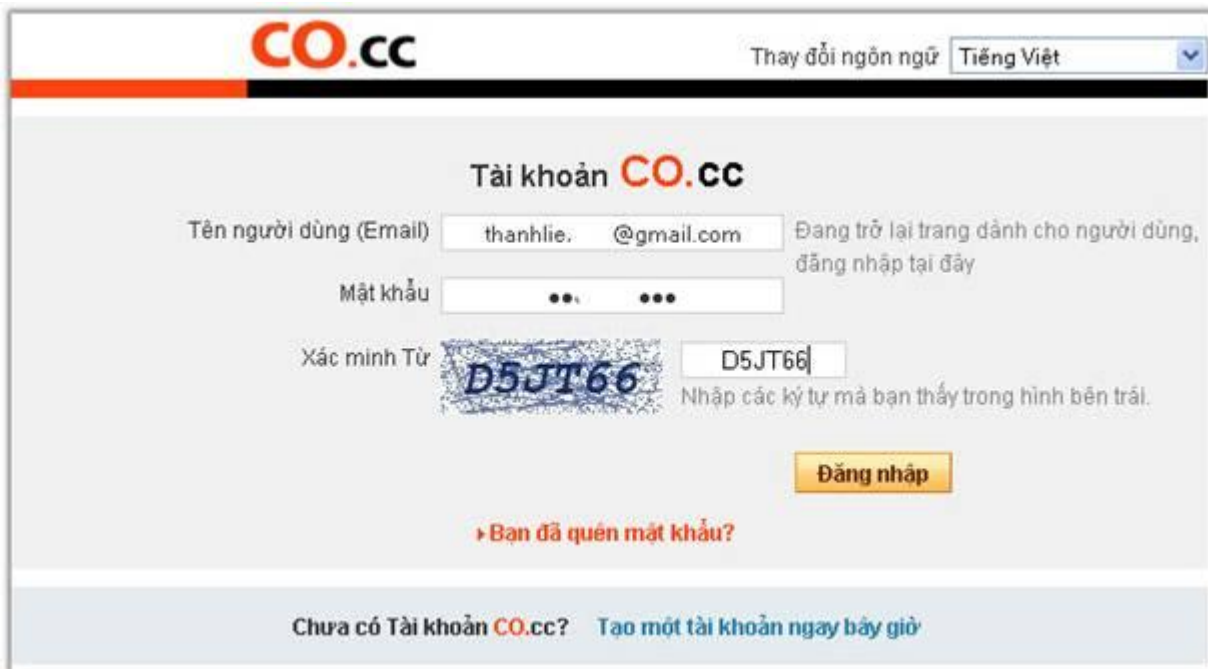 CO.cc
Thay đổi ngôn ngữ Tiếng Việt
Tài khoản CO.cc
Tên người dùng (Email) thanhlie. @gmail.com Đang trở lại trang dành cho người dùng,
đăng nhập tại đây
Mật khẩu
Xác minh Từ D5JT66 D5JT66
Nhập các ký tự mà bạn thấy trong hình bên trái.
Đăng nhập
Bạn đã quên mật khẩu?
Chưa có Tài khoản CO.cc? Tạo một tài khoản ngay bây giờ